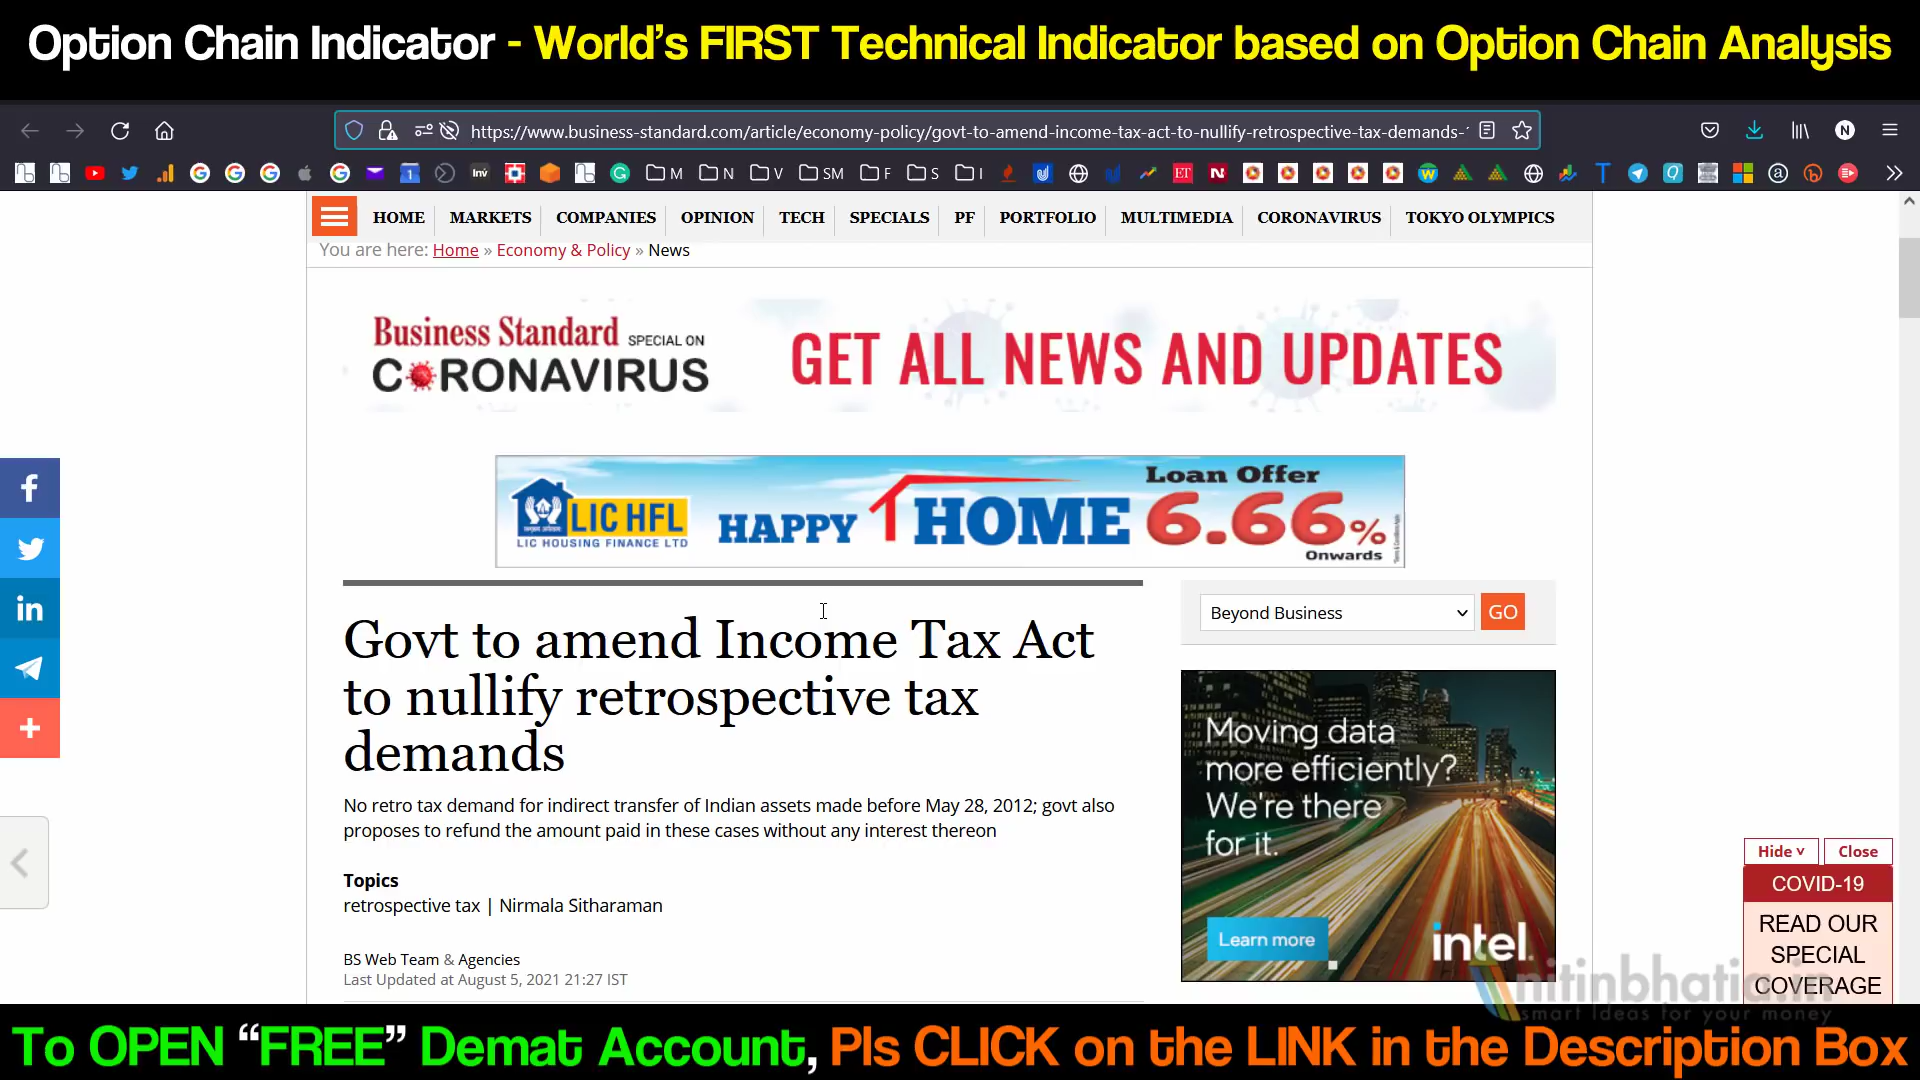 Option Chain Indicator - World's FIRST Technical Indicator based on Option Chain Analysis
https://www.business-standard.com/article/economy-policy/govt-to-amend-income-tax-act-to-nullify-retrospective-tax-demands-
M N V SM F S I
HOME MARKETS COMPANIES OPINION TECH SPECIALS PF PORTFOLIO MULTIMEDIA CORONAVIRUS TOKYO OLYMPICS
You are here: Home » Economy & Policy » News
Business Standard SPECIAL ON
CORONAVIRUS
GET ALL NEWS AND UPDATES
LIC HFL
LIC HOUSING FINANCE LTD
HAPPY HOME
Loan Offer
6.66%
Onwards
Govt to amend Income Tax Act
to nullify retrospective tax
demands
Beyond Business GO
No retro tax demand for indirect transfer of Indian assets made before May 28, 2012; govt also
proposes to refund the amount paid in these cases without any interest thereon
Topics
retrospective tax | Nirmala Sitharaman
BS Web Team & Agencies
Last Updated at August 5, 2021 21:27 IST
Moving data
more efficiently?
We're there
for it.
Learn more
intel.
Hide Close
COVID-19
READ OUR
SPECIAL
COVERAGE
nitinbhatia.in
smart ideas for your money
To OPEN “FREE” Demat Account, Pls CLICK on the LINK in the Description Box